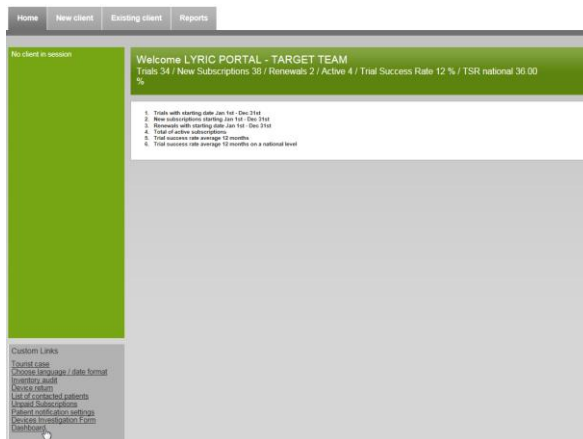 Home New client Existing client Reports
No client in session
Welcome LYRIC PORTAL - TARGET TEAM
Trials 34 / New Subscriptions 38 / Renewals 2 / Active 4 / Trial Success Rate 12 % / TSR national 36.00
%
1. Trials with starting date Jan 1st - Dec 31st
2. New subscriptions starting Jan 1st - Dec 31st
3. Renewals with starting date Jan 1st - Dec 31st
4. Total of active subscriptions
5. Trial success rate average 12 months
6. Trial success rate average 12 months on a national level
Custom Links
Tourist case
Choose language / date format
Inventory audit
Device return
List of contacted patients
Unpaid Subscriptions
Patient notification settings
Devices Investigation Form
Dashboard